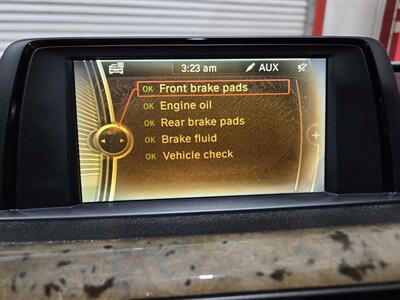 3:23 am AUX
OK Front brake pads
OK Engine oil
OK Rear brake pads
OK Brake fluid
OK Vehicle check